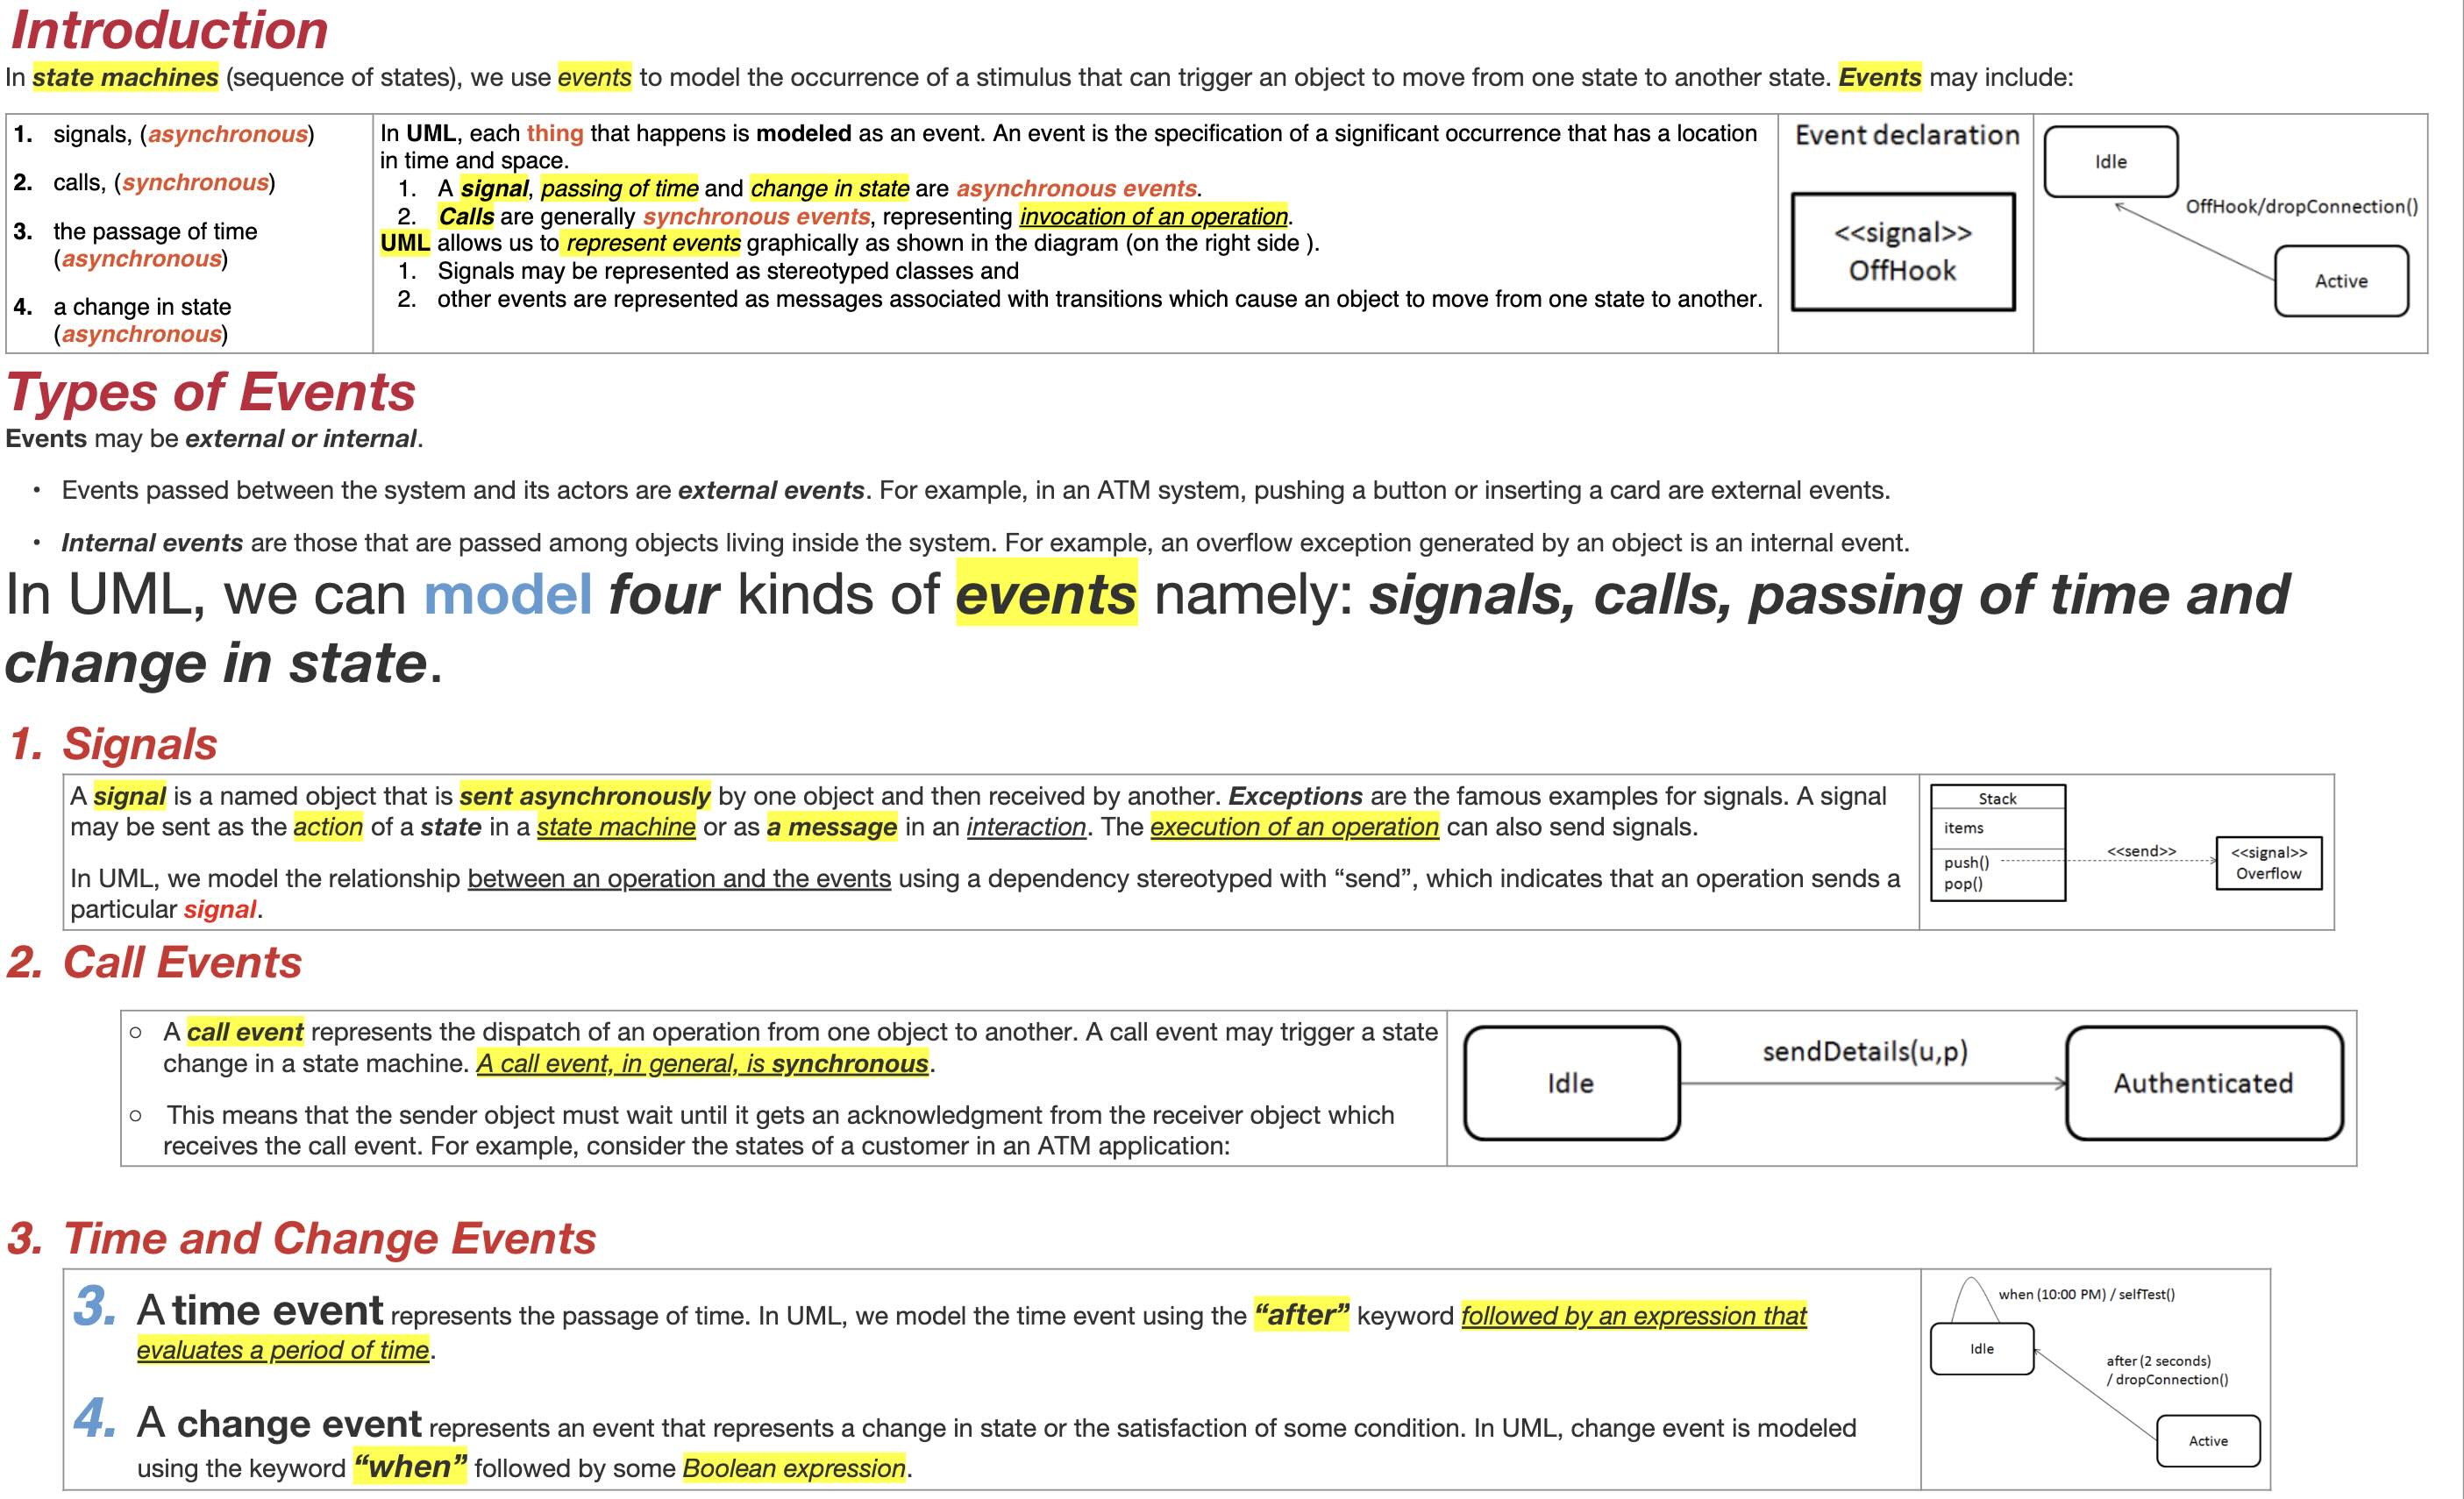 Introduction
In state machines (sequence of states), we use events to model the occurrence of a stimulus that can trigger an object to move from one state to another state. Events may include:
1. signals, (asynchronous)
2. calls, (synchronous)
3. the passage of time
(asynchronous)
4. a change in state
(asynchronous)
In UML, each thing that happens is modeled as an event. An event is the specification of a significant occurrence that has a location
in time and space.
1. A signal, passing of time and change in state are asynchronous events.
2. Calls are generally synchronous events, representing invocation of an operation.
UML allows us to represent events graphically as shown in the diagram (on the right side ).
1. Signals may be represented as stereotyped classes and
2. other events are represented as messages associated with transitions which cause an object to move from one state to another.
Event declaration
<<signal>>
OffHook
Idle
OffHook/dropConnection()
Active
Types of Events
Events may be external or internal.
• Events passed between the system and its actors are external events. For example, in an ATM system, pushing a button or inserting a card are external events.
• Internal events are those that are passed among objects living inside the system. For example, an overflow exception generated by an object is an internal event.
In UML, we can model four kinds of events namely: signals, calls, passing of time and
change in state.
1. Signals
A signal is a named object that is sent asynchronously by one object and then received by another. Exceptions are the famous examples for signals. A signal
may be sent as the action of a state in a state machine or as a message in an interaction. The execution of an operation can also send signals.
In UML, we model the relationship between an operation and the events using a dependency stereotyped with “send”, which indicates that an operation sends a
particular signal.
Stack
items
push()
pop()
<<send>>
<<signal>>
Overflow
2. Call Events
○ A call event represents the dispatch of an operation from one object to another. A call event may trigger a state
change in a state machine. A call event, in general, is synchronous.
○ This means that the sender object must wait until it gets an acknowledgment from the receiver object which
receives the call event. For example, consider the states of a customer in an ATM application:
Idle
sendDetails(u,p)
Authenticated
3. Time and Change Events
3. A time event represents the passage of time. In UML, we model the time event using the “after” keyword followed by an expression that
evaluates a period of time.
4. A change event represents an event that represents a change in state or the satisfaction of some condition. In UML, change event is modeled
using the keyword “when” followed by some Boolean expression.
when (10:00 PM) / selfTest()
Idle
after (2 seconds)
/ dropConnection()
Active